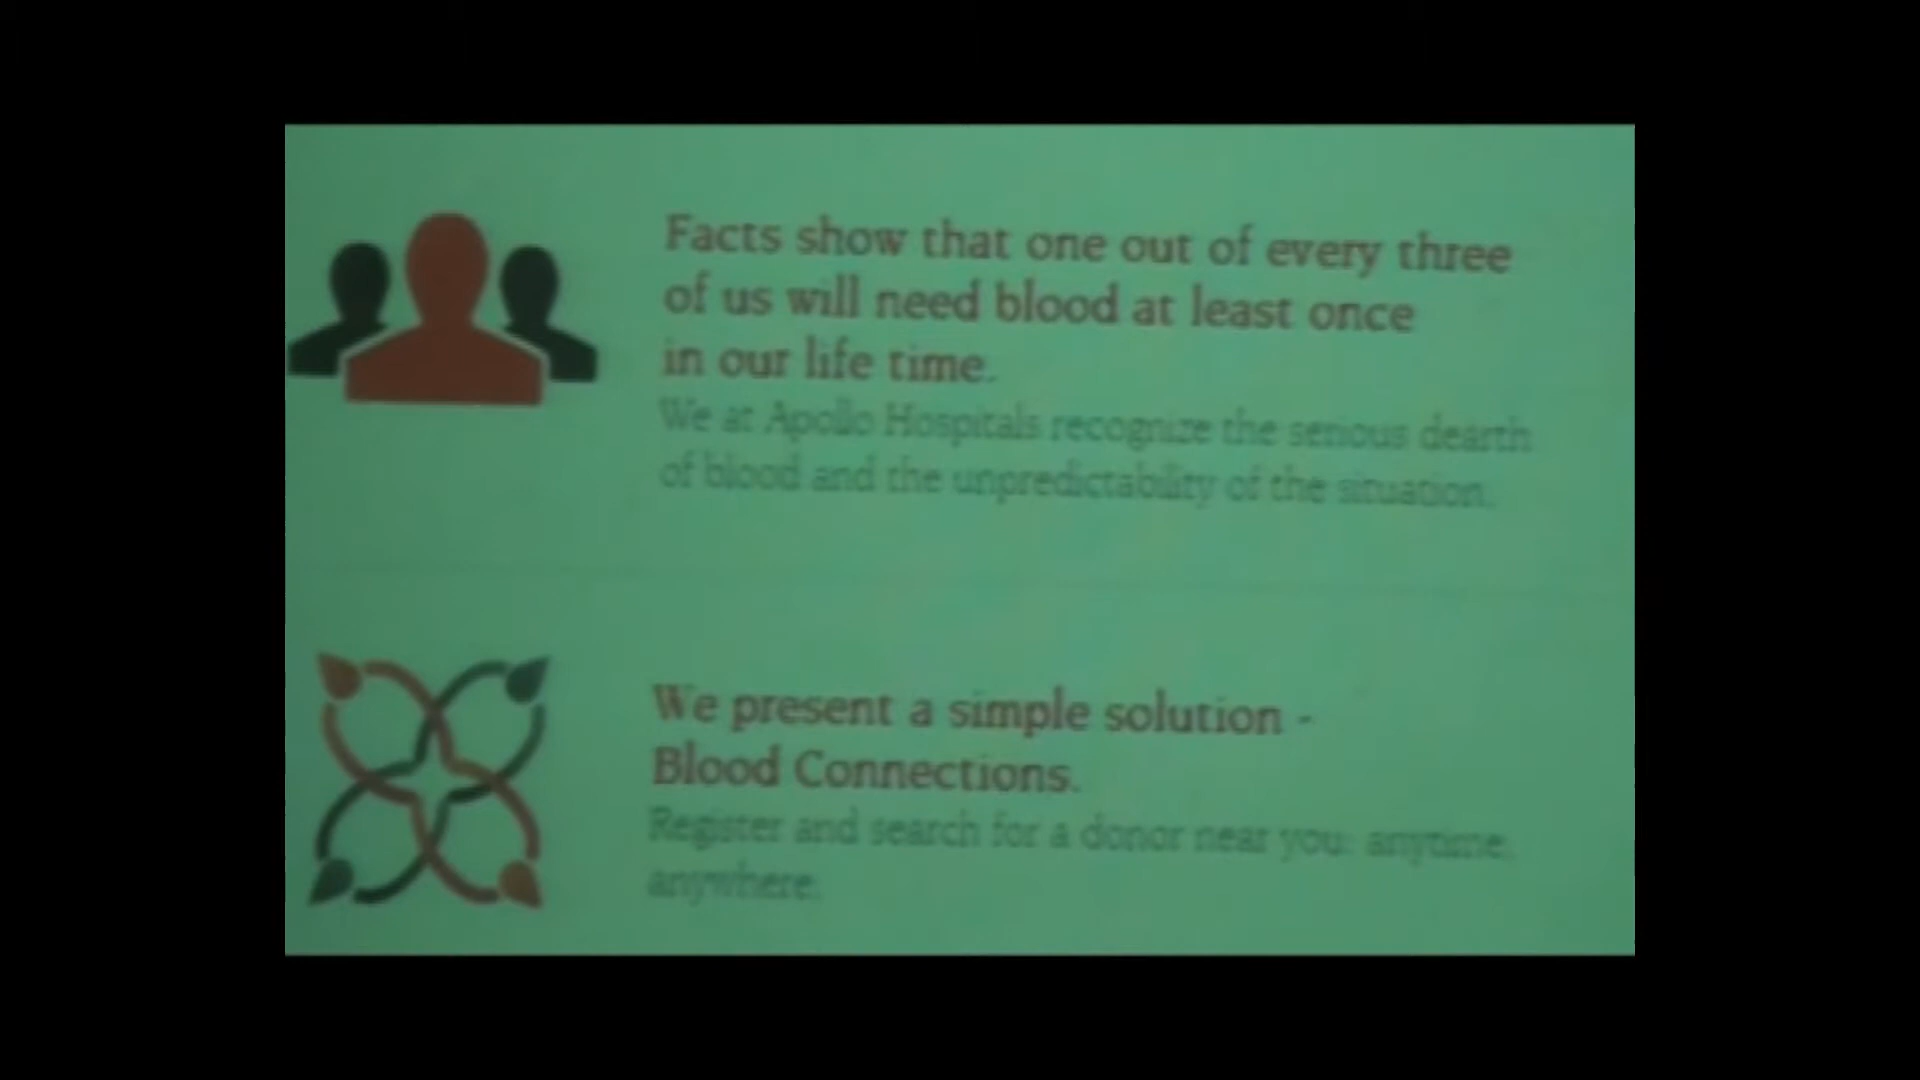 Facts show that one out of every three
of us will need blood at least once
in our life time.
We at Apollo Hospitals recognize the serious dearth
of blood and the unpredictability of the situation.
We present a simple solution -
Blood Connections.
Register and search for a donor near you: anytime,
anywhere.